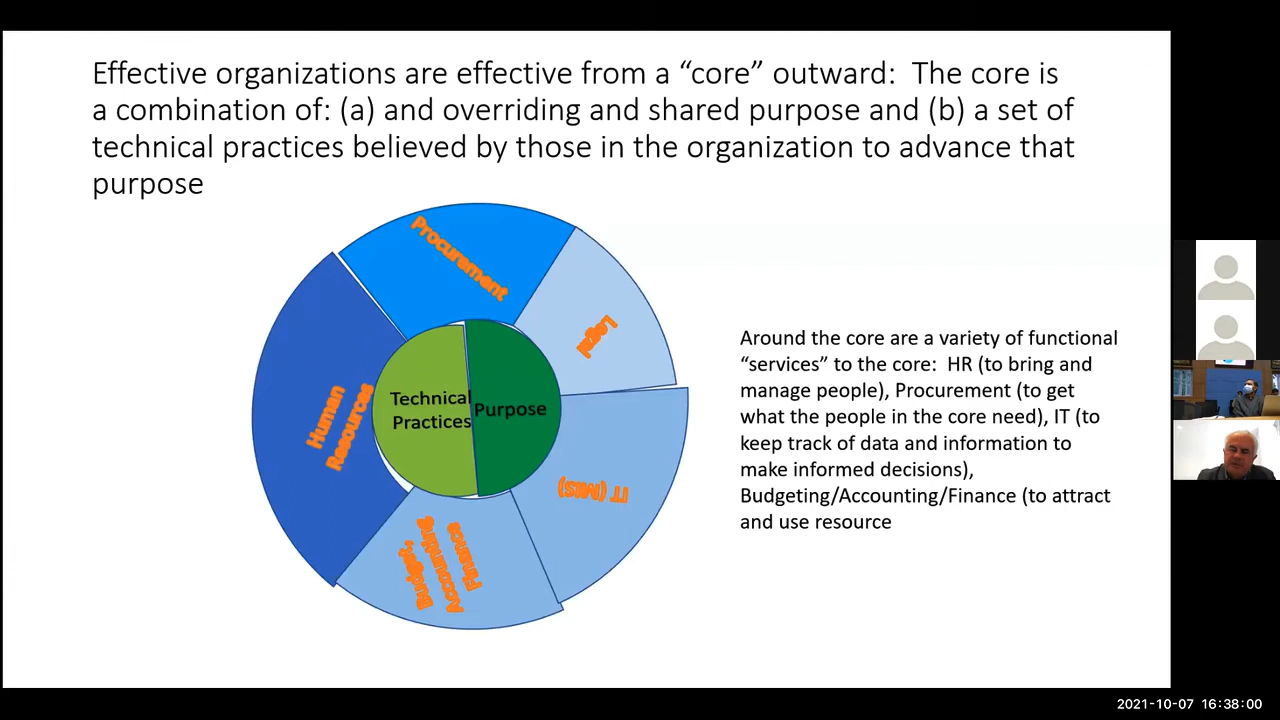 Effective organizations are effective from a “core” outward:  The core is
a combination of: (a) and overriding and shared purpose and (b) a set of
technical practices believed by those in the organization to advance that
purpose
Procurement
Legal
Human
Resources
Technical
Practices
Purpose
IT (MIS)
Budget,
Accounting
Finance
Around the core are a variety of functional
“services” to the core:  HR (to bring and
manage people), Procurement (to get
what the people in the core need), IT (to
keep track of data and information to
make informed decisions),
Budgeting/Accounting/Finance (to attract
and use resource
2021-10-07 16:38:00